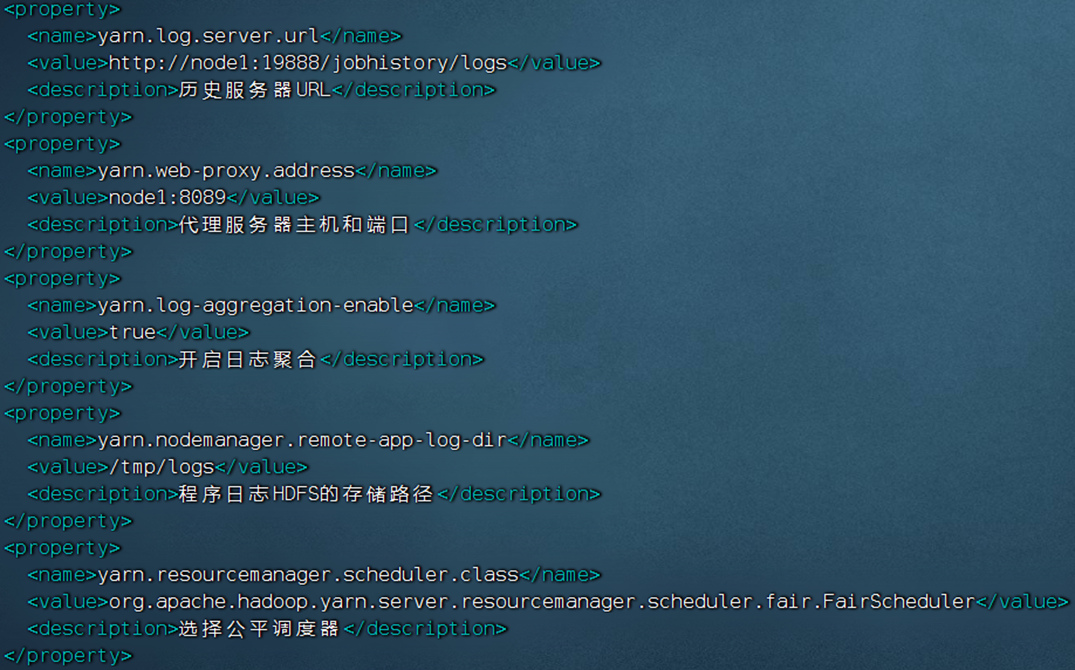 <property>
<name>yarn.log.server.url</name>
<value>http://node1:19888/jobhistory/logs</value>
<description>历史服务器URL</description>
</property>
<property>
<name>yarn.web-proxy.address</name>
<value>node1:8089</value>
<description>代理服务器主机和端口</description>
</property>
<property>
<name>yarn.log-aggregation-enable</name>
<value>true</value>
<description>开启日志聚合</description>
</property>
<property>
<name>yarn.nodemanager.remote-app-log-dir</name>
<value>/tmp/logs</value>
<description>程序日志HDFS的存储路径</description>
</property>
<property>
<name>yarn.resourcemanager.scheduler.class</name>
<value>org.apache.hadoop.yarn.server.resourcemanager.scheduler.fair.FairScheduler</value>
<description>选择公平调度器</description>
</property>